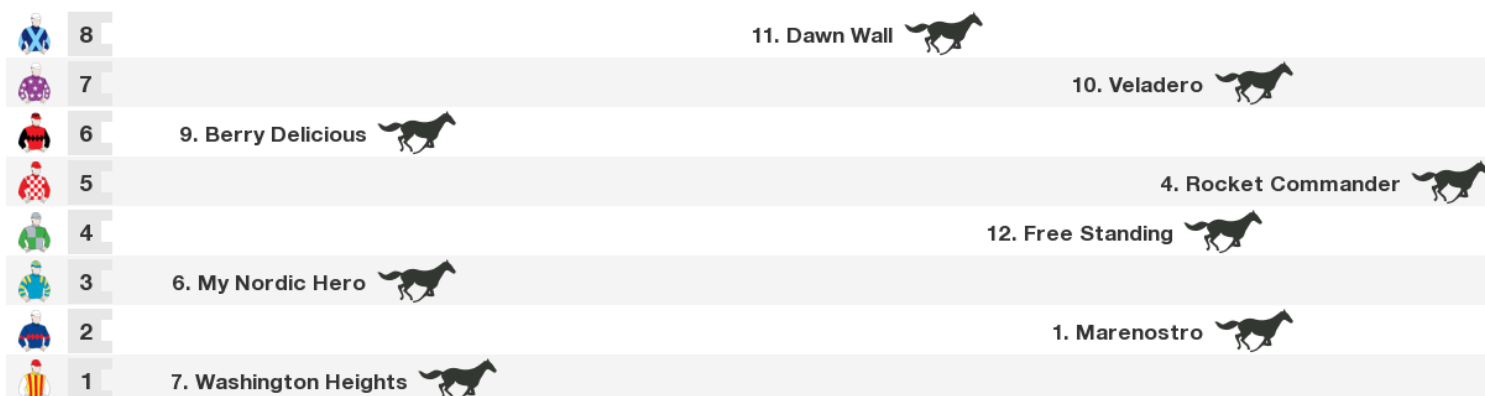 8 11. Dawn Wall
7 10. Veladero
6 9. Berry Delicious
5 4. Rocket Commander
4 12. Free Standing
3 6. My Nordic Hero
2 1. Marenostro
1 7. Washington Heights